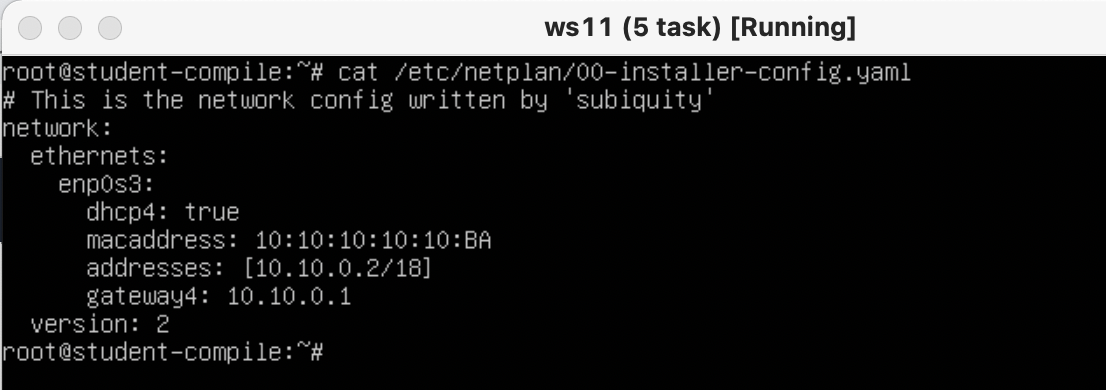 ws11 (5 task) [Running]
root@student-compile:~# cat /etc/netplan/00-installer-config.yaml
# This is the network config written by 'subiquity'
network:
  ethernets:
    enp0s3:
      dhcp4: true
      macaddress: 10:10:10:10:10:BA
      addresses: [10.10.0.2/18]
      gateway4: 10.10.0.1
  version: 2
root@student-compile:~#